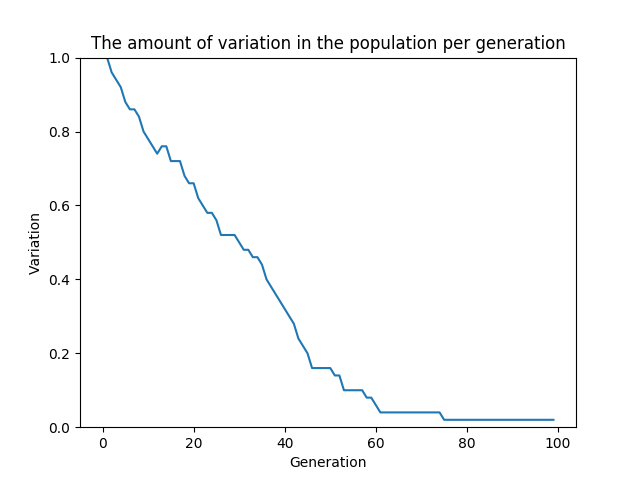 The amount of variation in the population per generation
1.0
0.8
0.6
0.4
0.2
0.0
Variation
0 20 40 60 80 100
Generation